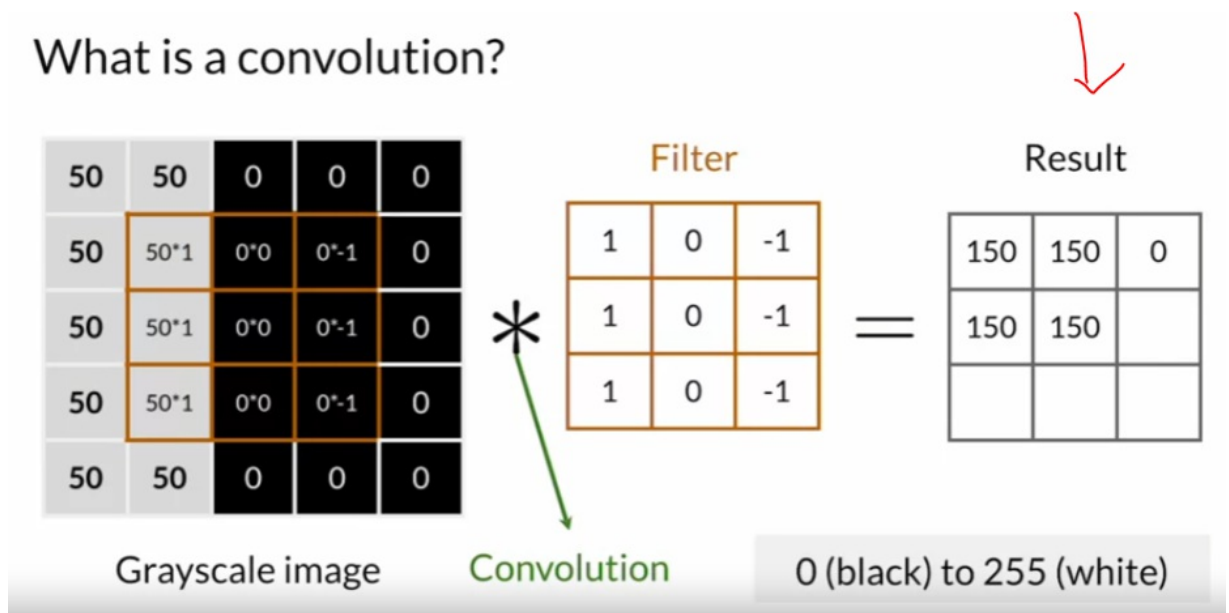 What is a convolution?
Filter
Result
50 50 0 0 0
50 50*1 0*0 0*-1 0
50 50*1 0*0 0*-1 0
50 50*1 0*0 0*-1 0
50 50 0 0 0
*
1 0 -1
1 0 -1
1 0 -1
=
150 150 0
150 150
Grayscale image
Convolution
0 (black) to 255 (white)